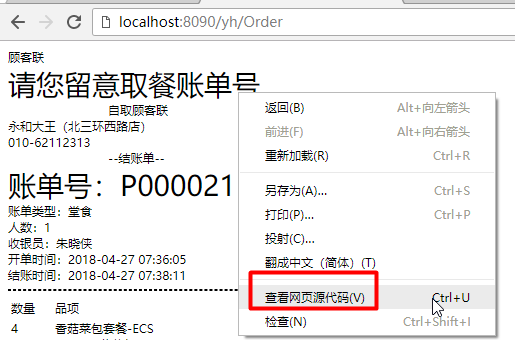 localhost:8090/yh/Order
顾客联
请您留意取餐账单号
自取顾客联
永和大王（北三环西路店）
010-62112313
--结账单--
账单号：P000021
账单类型：堂食
人数：1
收银员：朱晓侠
开单时间：2018-04-27 07:36:05
结账时间：2018-04-27 07:38:11
数量 品项
4 香菇菜包套餐-ECS
返回(B) Alt+向左箭头
前进(F) Alt+向右箭头
重新加载(R) Ctrl+R
另存为(A)... Ctrl+S
打印(P)... Ctrl+P
投射(C)...
翻成中文（简体）(T)
查看网页源代码(V) Ctrl+U
检查(N) Ctrl+Shift+I